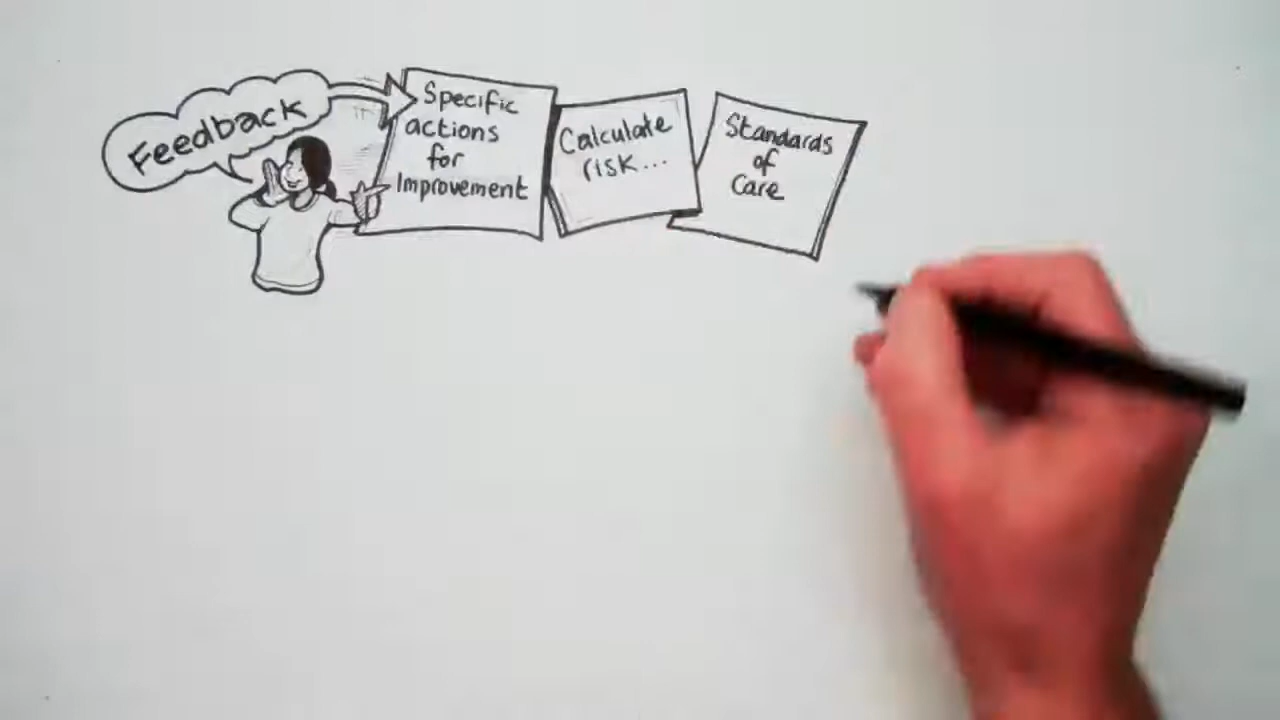 Feedback
Specific
actions
for
Improvement
Calculate
risk...
Standards
of
Care